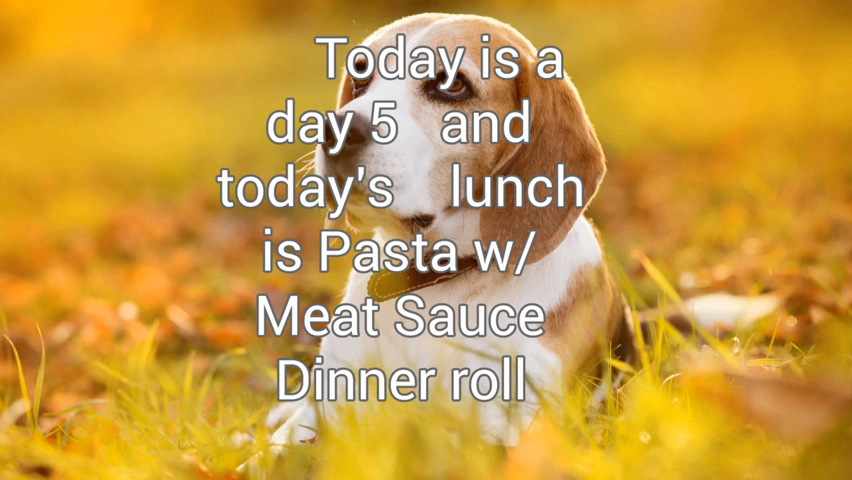 Today is a
day 5 and
today's lunch
is Pasta w/
Meat Sauce
Dinner roll